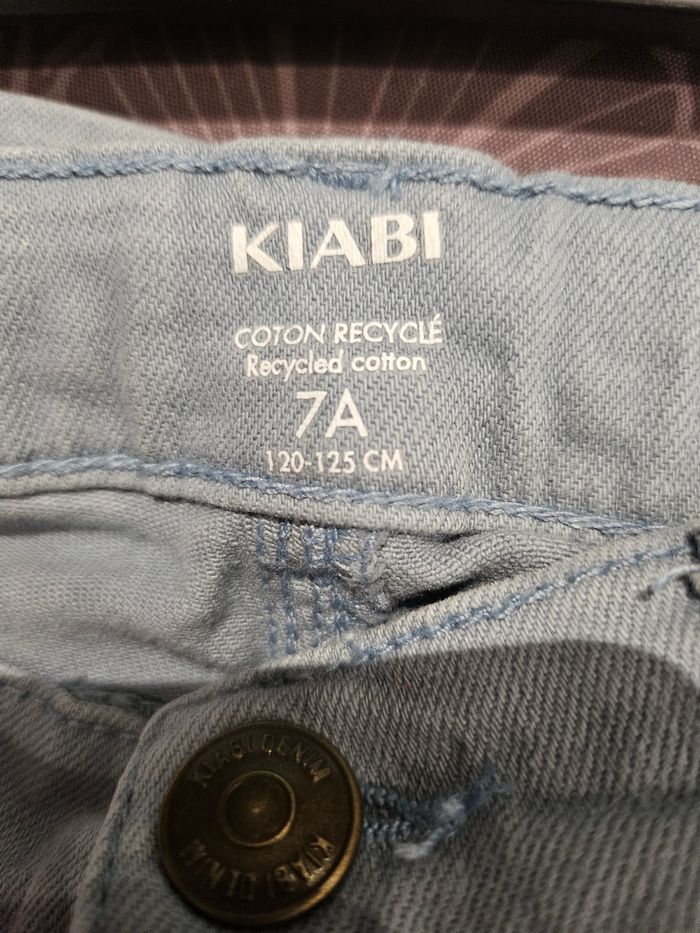 KIABI
COTON RECYCLÉ
Recycled cotton
7A
120-125 CM
KIABI DENIM
KIABI DENIM